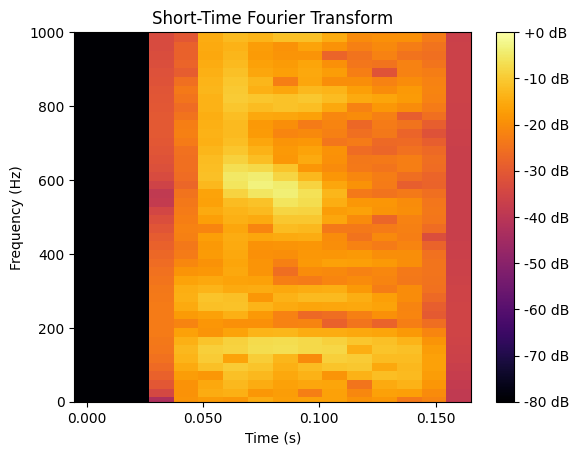 Short-Time Fourier Transform
1000
800
600
400
200
0
Frequency (Hz)
0.000
0.050
0.100
0.150
Time (s)
+0 dB
-10 dB
-20 dB
-30 dB
-40 dB
-50 dB
-60 dB
-70 dB
-80 dB